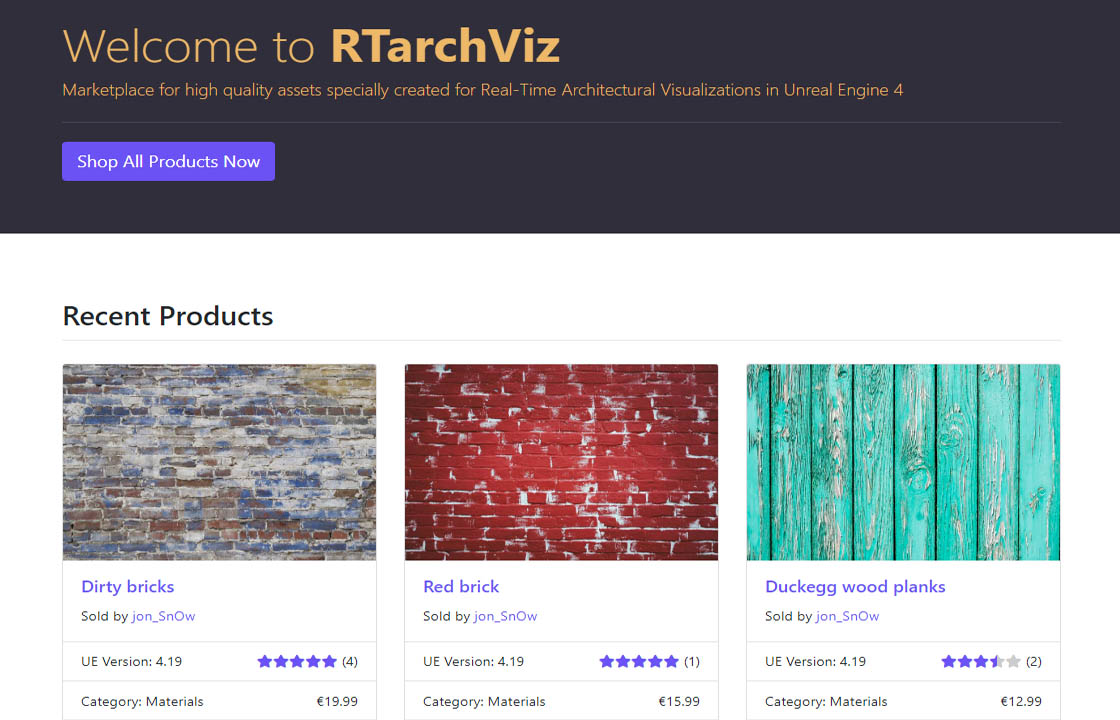 Welcome to RTarchViz
Marketplace for high quality assets specially created for Real-Time Architectural Visualizations in Unreal Engine 4
Shop All Products Now
Recent Products
Dirty bricks
Sold by jon_SnOw
UE Version: 4.19 (4)
Category: Materials €19.99
Red brick
Sold by jon_SnOw
UE Version: 4.19 (1)
Category: Materials €15.99
Duckegg wood planks
Sold by jon_SnOw
UE Version: 4.19 (2)
Category: Materials €12.99